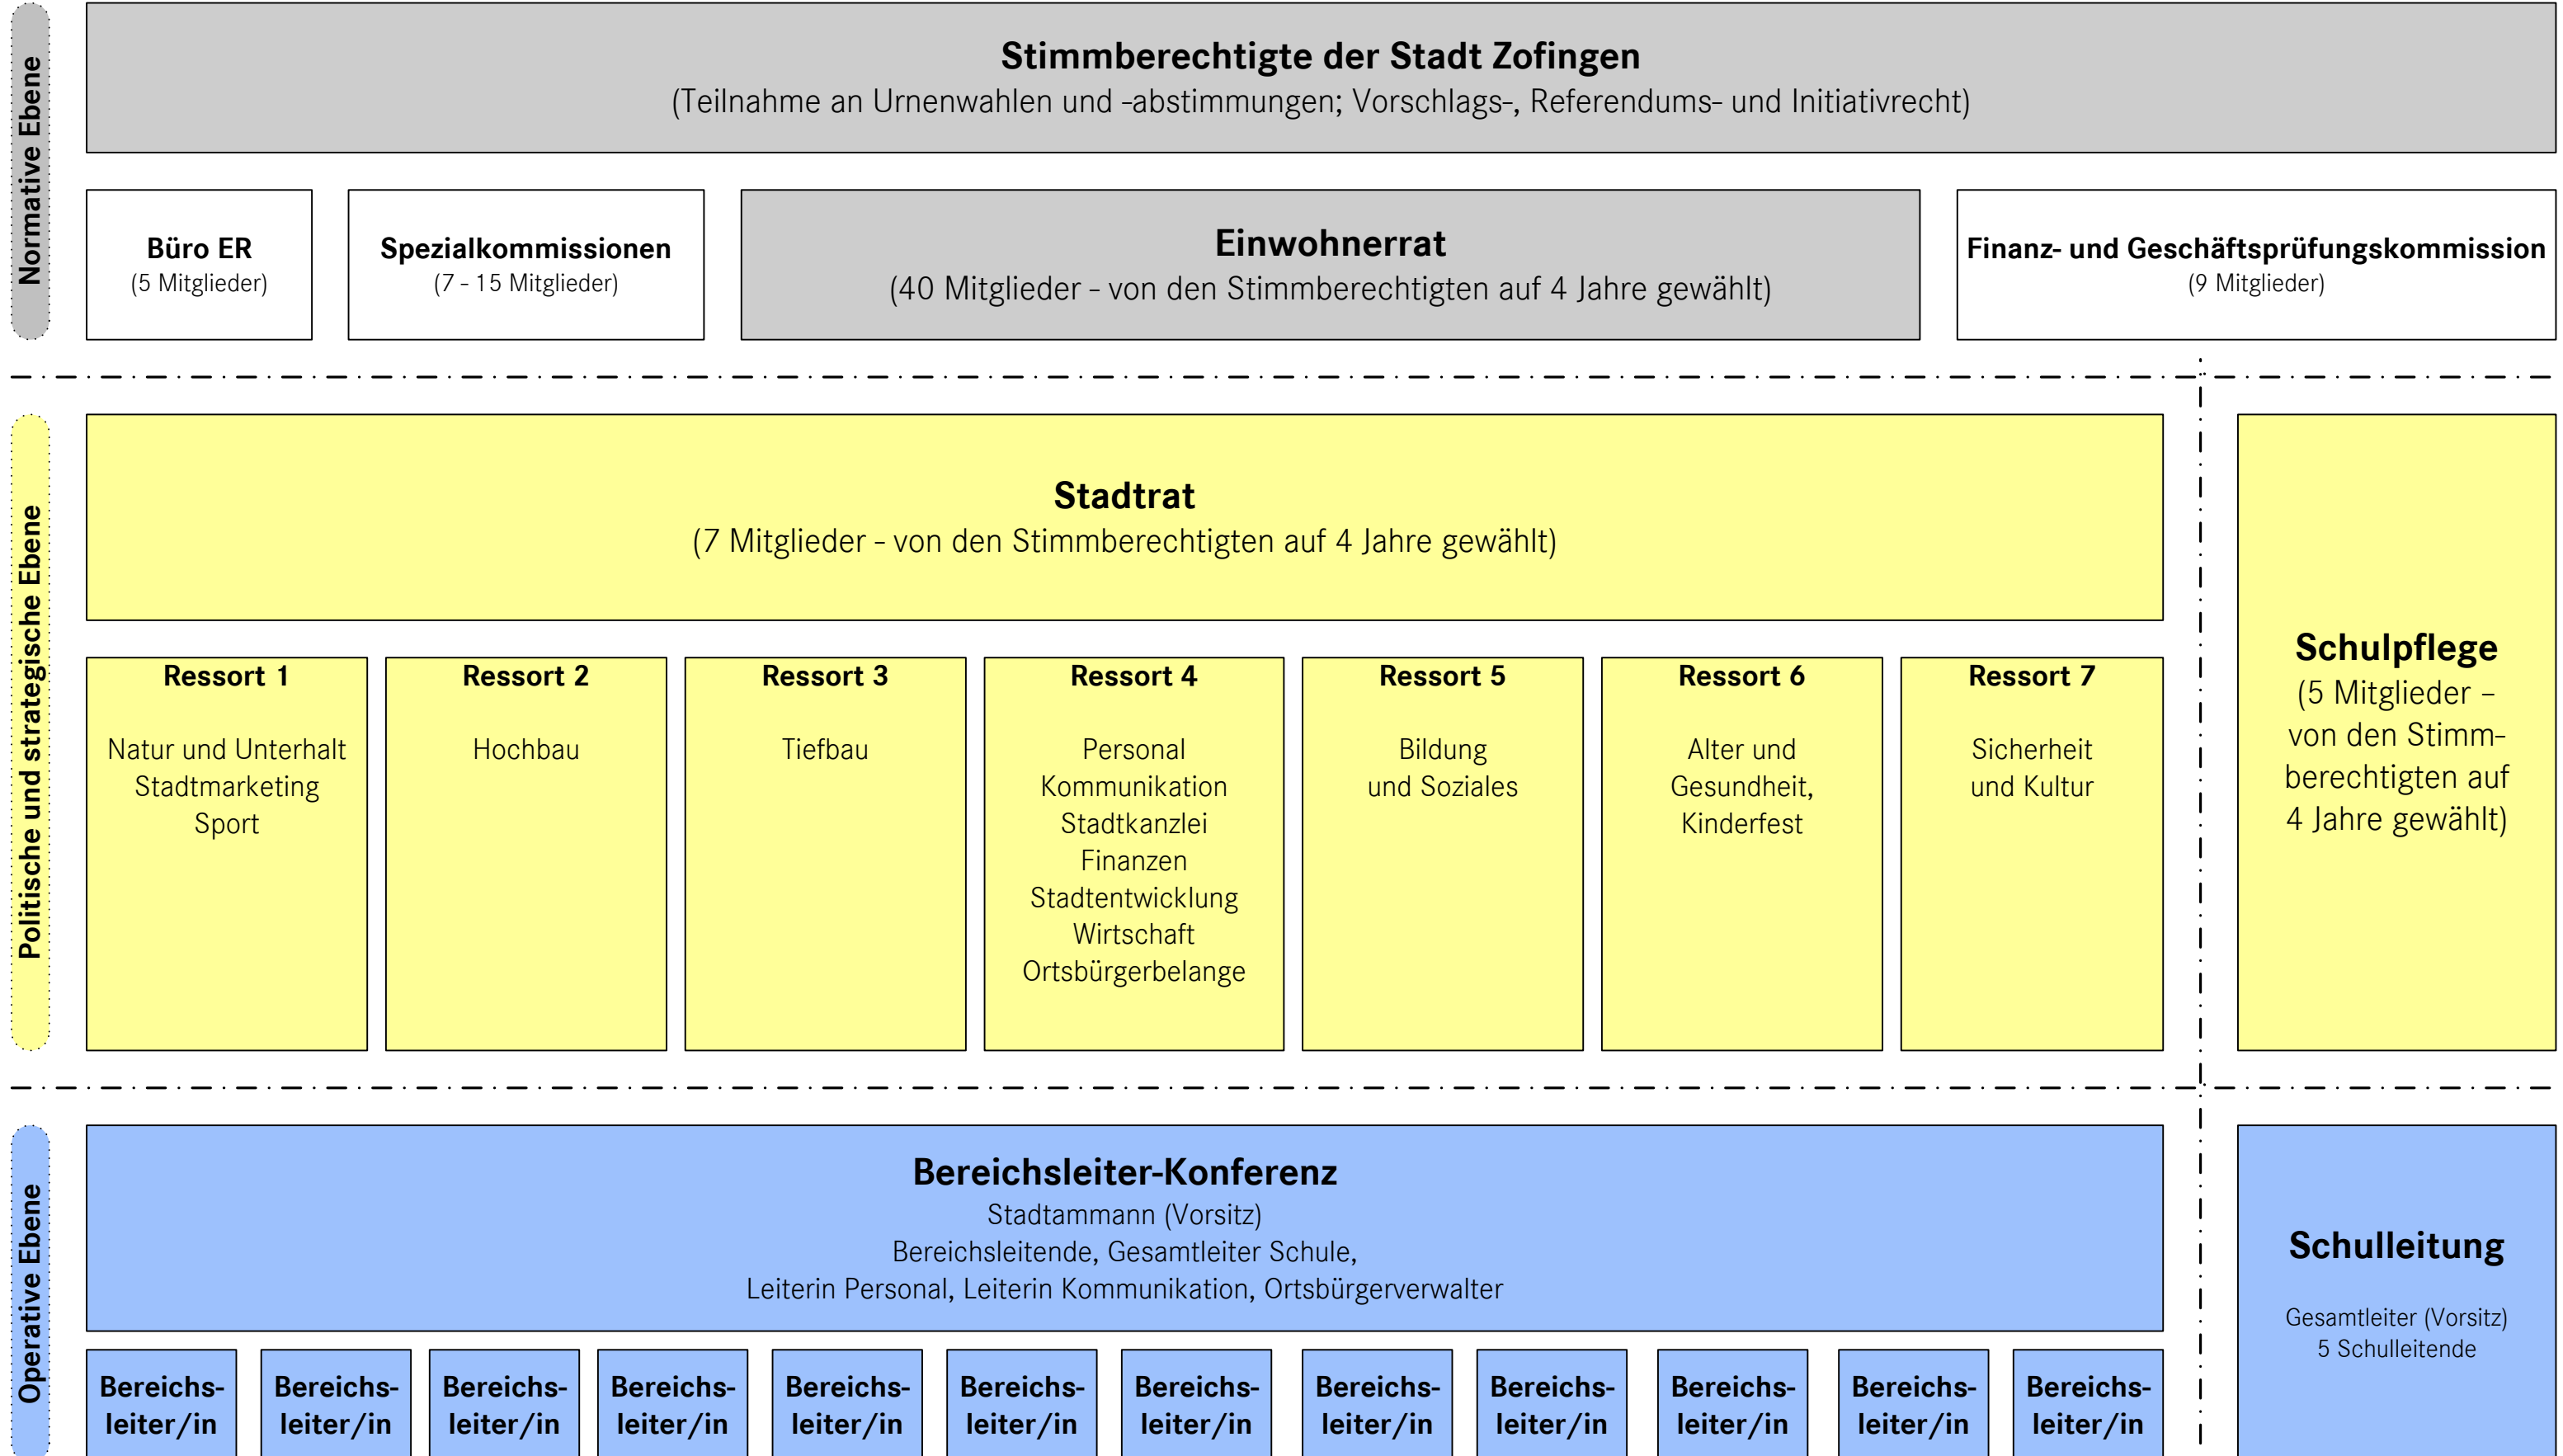 Normative Ebene
Stimmberechtigte der Stadt Zofingen
(Teilnahme an Urnenwahlen und -abstimmungen; Vorschlags-, Referendums- und Initiativrecht)
Büro ER
(5 Mitglieder)
Spezialkommissionen
(7 - 15 Mitglieder)
Einwohnerrat
(40 Mitglieder - von den Stimmberechtigten auf 4 Jahre gewählt)
Finanz- und Geschäftsprüfungskommission
(9 Mitglieder)
Politische und strategische Ebene
Stadtrat
(7 Mitglieder - von den Stimmberechtigten auf 4 Jahre gewählt)
Ressort 1
Natur und Unterhalt
Stadtmarketing
Sport
Ressort 2
Hochbau
Ressort 3
Tiefbau
Ressort 4
Personal
Kommunikation
Stadtkanzlei
Finanzen
Stadtentwicklung
Wirtschaft
Ortsbürgerbelange
Ressort 5
Bildung
und Soziales
Ressort 6
Alter und
Gesundheit,
Kinderfest
Ressort 7
Sicherheit
und Kultur
Schulpflege
(5 Mitglieder –
von den Stimm-
berechtigten auf
4 Jahre gewählt)
Operative Ebene
Bereichsleiter-Konferenz
Stadtammann (Vorsitz)
Bereichsleitende, Gesamtleiter Schule,
Leiterin Personal, Leiterin Kommunikation, Ortsbürgerverwalter
Bereichs-
leiter/in
Bereichs-
leiter/in
Bereichs-
leiter/in
Bereichs-
leiter/in
Bereichs-
leiter/in
Bereichs-
leiter/in
Bereichs-
leiter/in
Bereichs-
leiter/in
Bereichs-
leiter/in
Bereichs-
leiter/in
Bereichs-
leiter/in
Bereichs-
leiter/in
Schulleitung
Gesamtleiter (Vorsitz)
5 Schulleitende